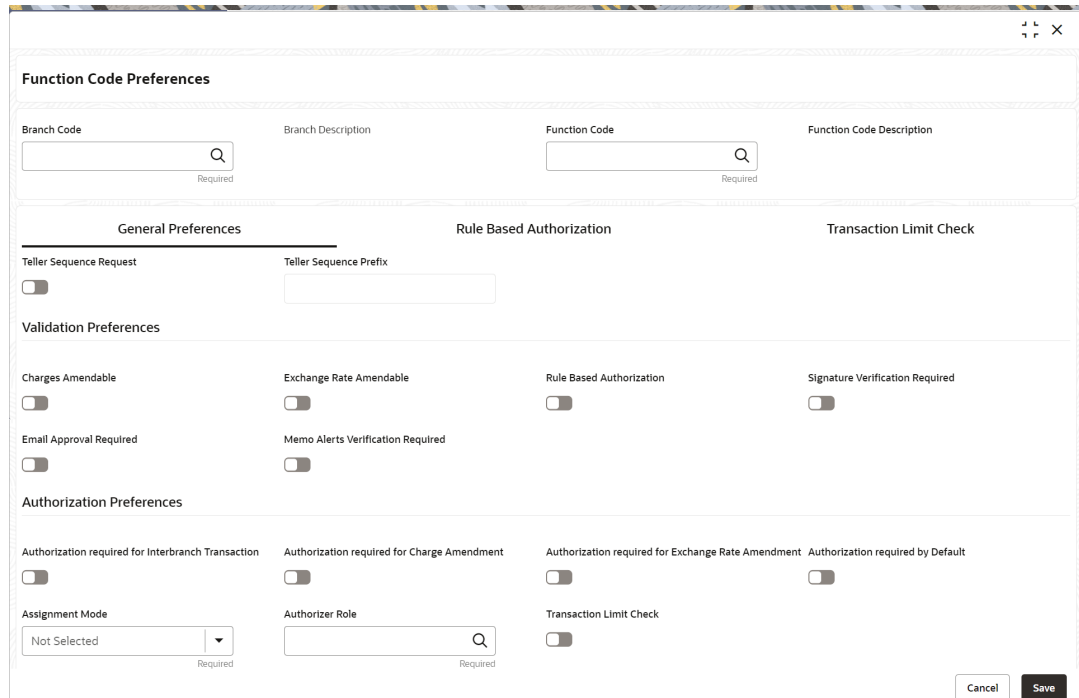 Function Code Preferences
Branch Code
Branch Description
Function Code
Function Code Description
Required
Required
General Preferences
Rule Based Authorization
Transaction Limit Check
Teller Sequence Request
Teller Sequence Prefix
Validation Preferences
Charges Amendable
Exchange Rate Amendable
Rule Based Authorization
Signature Verification Required
Email Approval Required
Memo Alerts Verification Required
Authorization Preferences
Authorization required for Interbranch Transaction
Authorization required for Charge Amendment
Authorization required for Exchange Rate Amendment
Authorization required by Default
Assignment Mode
Authorizer Role
Transaction Limit Check
Not Selected
Required
Required
Cancel
Save